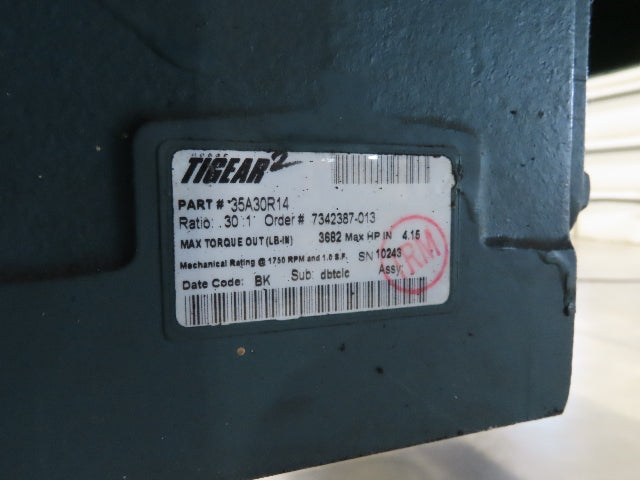 TIGEAR2
PART # 35A30R14
Ratio: 30 :1 Order # 7342387-013
MAX TORQUE OUT (LB-IN) 3682 Max HP IN 4.15
Mechanical Rating @ 1750 RPM and 1.0 S.F. SN 10243
Date Code: BK Sub: dbtclc Assy:
RM